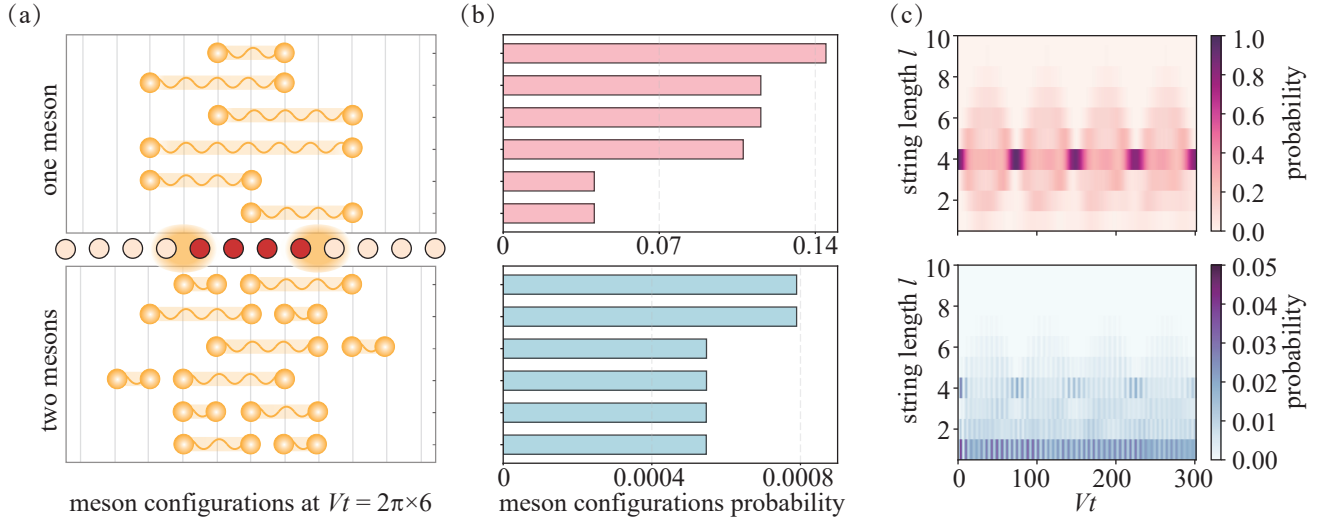 (a)
one meson
two mesons
meson configurations at Vt = 2π×6
(b)
0
0.07
0.14
0
0.0004
0.0008
meson configurations probability
(c)
10
8
6
4
2
string length l
1.0
0.8
0.6
0.4
0.2
0.0
probability
10
8
6
4
2
string length l
0
100
200
300
Vt
0.05
0.04
0.03
0.02
0.01
0.00
probability